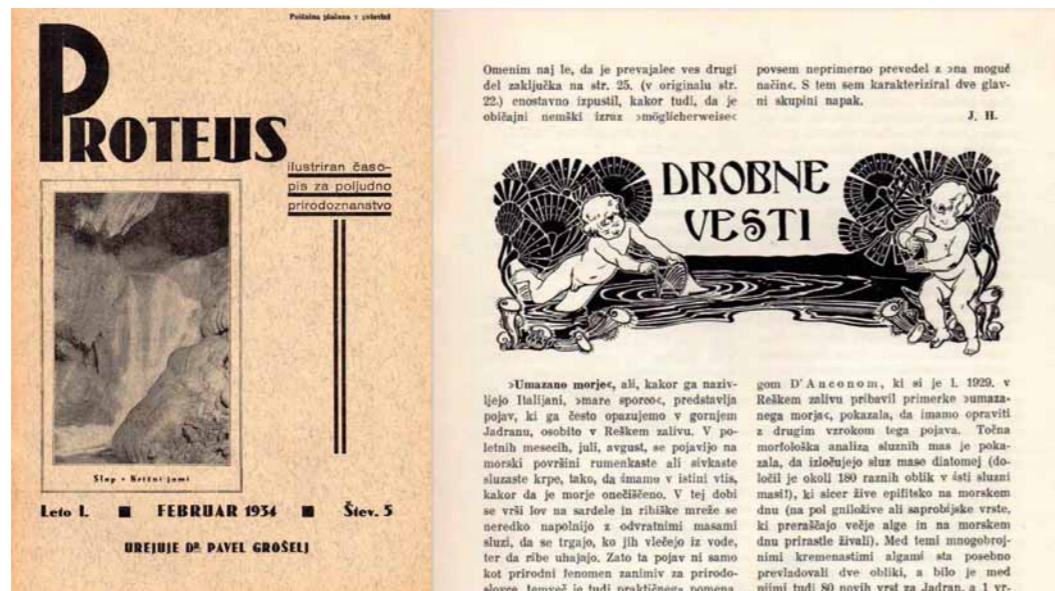 Poštnina plačana v gotovini
PROTEUS
ilustriran časo-
pis za poljudno
prirodoznanstvo
Slap v Križni jami
Leto I. ■ FEBRUAR 1934 ■ Štev. 5
UREJUJE DR. PAVEL GROŠELJ
Omenim naj le, da je prevajalec ves drugi
del zaključka na str. 25. (v originalu str.
22.) enostavno izpustil, kakor tudi, da je
običajni nemški izraz »möglicherweise«
povsem neprimerno prevedel z »na moguč
način«. S tem sem karakteriziral dve glav-
ni skupini napak.
J. H.
DROBNE
VESTI
»Umazano morje«, ali, kakor ga naziv-
ljejo Italijani, »mare sporco«, predstavlja
pojav, ki ga često opazujemo v gornjem
Jadranu, osobito v Reškem zalivu. V po-
letnih mesecih, juli, avgust, se pojavijo na
morski površini rumenkaste ali sivkaste
sluzaste krpe, tako, da imamo v istini vtis,
kakor da je morje onečiščeno. V tej dobi
se vrši lov na sardele in ribiške mreže se
neredko napolnijo z odvratnimi masami
sluzi, da se trgajo, ko jih vlečejo iz vode,
ter da ribe uhajajo. Zato ta pojav ni samo
kot prirodni fenomen zanimiv za prirodo-
slovce, temveč je tudi praktičnega pomena,
gom D'Anconom, ki si je l. 1929. v
Reškem zalivu pribavil primerke »umaza-
nega morja«, pokazala, da imamo opraviti
z drugim vzrokom tega pojava. Točna
morfološka analiza sluznih mas je poka-
zala, da izločujejo sluz mase diatomej (do-
ločil je okoli 180 raznih oblik v ésti sluzni
masi!), ki sicer žive epifitsko na morskem
dnu (na pol gniložive ali saprobijske vrste,
ki preraščajo večje alge in na morskem
dnu prirastle živali). Med temi mnogobroj-
nimi kremenastimi algami sta posebno
prevladovali dve obliki, a bilo je med
njimi tudi 80 novih vrst za Jadran, a 1 vr-